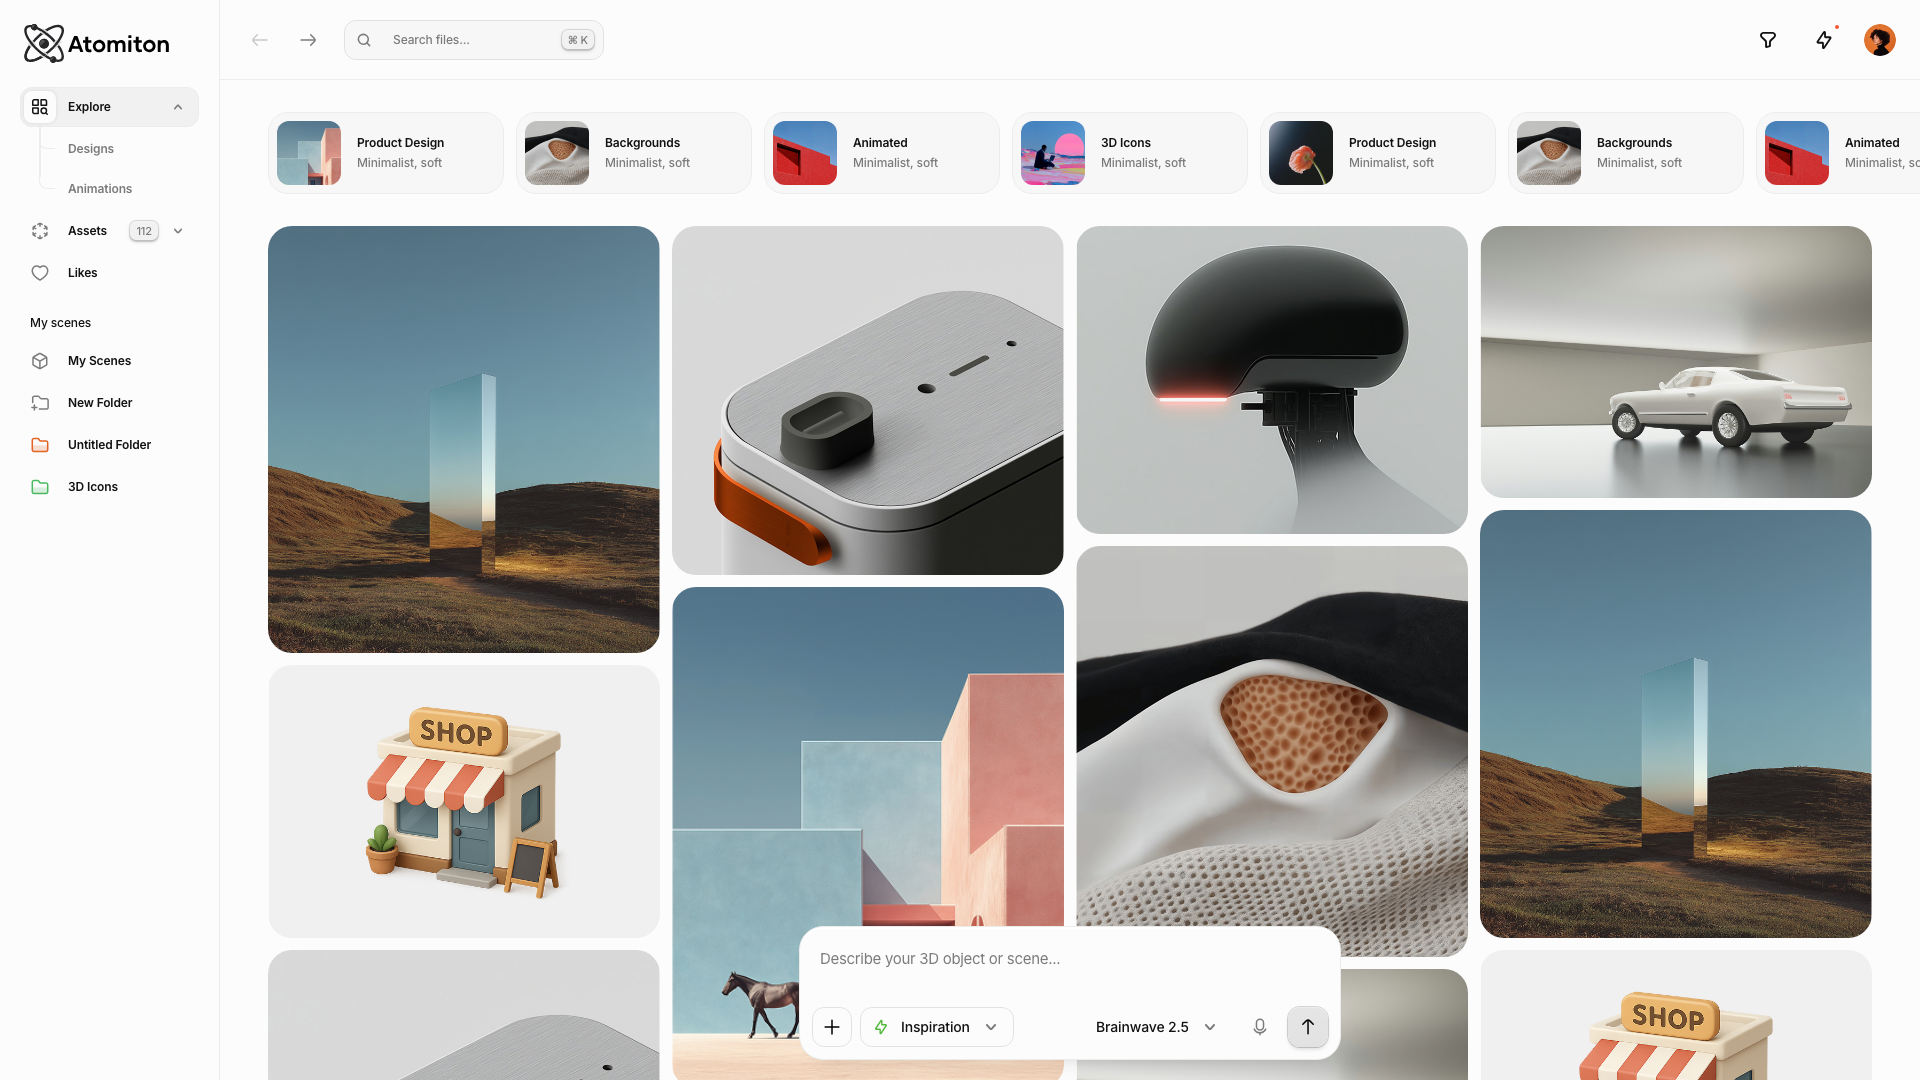 Atomiton
Search files...
⌘ K
Explore
Designs
Animations
Assets 112
Likes
My scenes
My Scenes
New Folder
Untitled Folder
3D Icons
Product Design
Minimalist, soft
Backgrounds
Minimalist, soft
Animated
Minimalist, soft
3D Icons
Minimalist, soft
Product Design
Minimalist, soft
Backgrounds
Minimalist, soft
Animated
Minimalist, so
SHOP
SHOP
Describe your 3D object or scene...
Inspiration
Brainwave 2.5